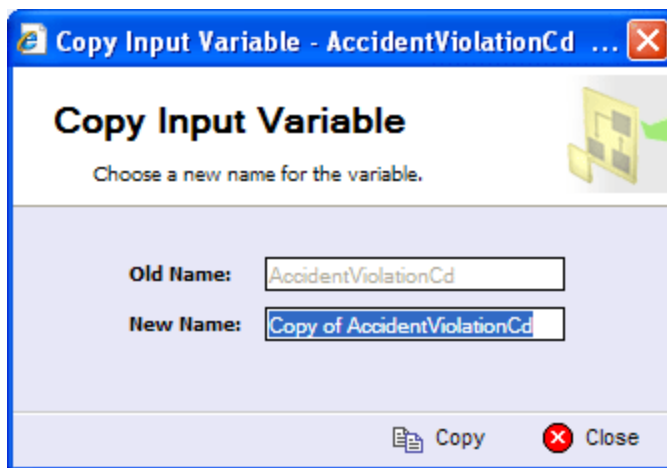 Copy Input Variable - AccidentViolationCd ...
Copy Input Variable
Choose a new name for the variable.
Old Name: AccidentViolationCd
New Name: Copy of AccidentViolationCd
Copy Close